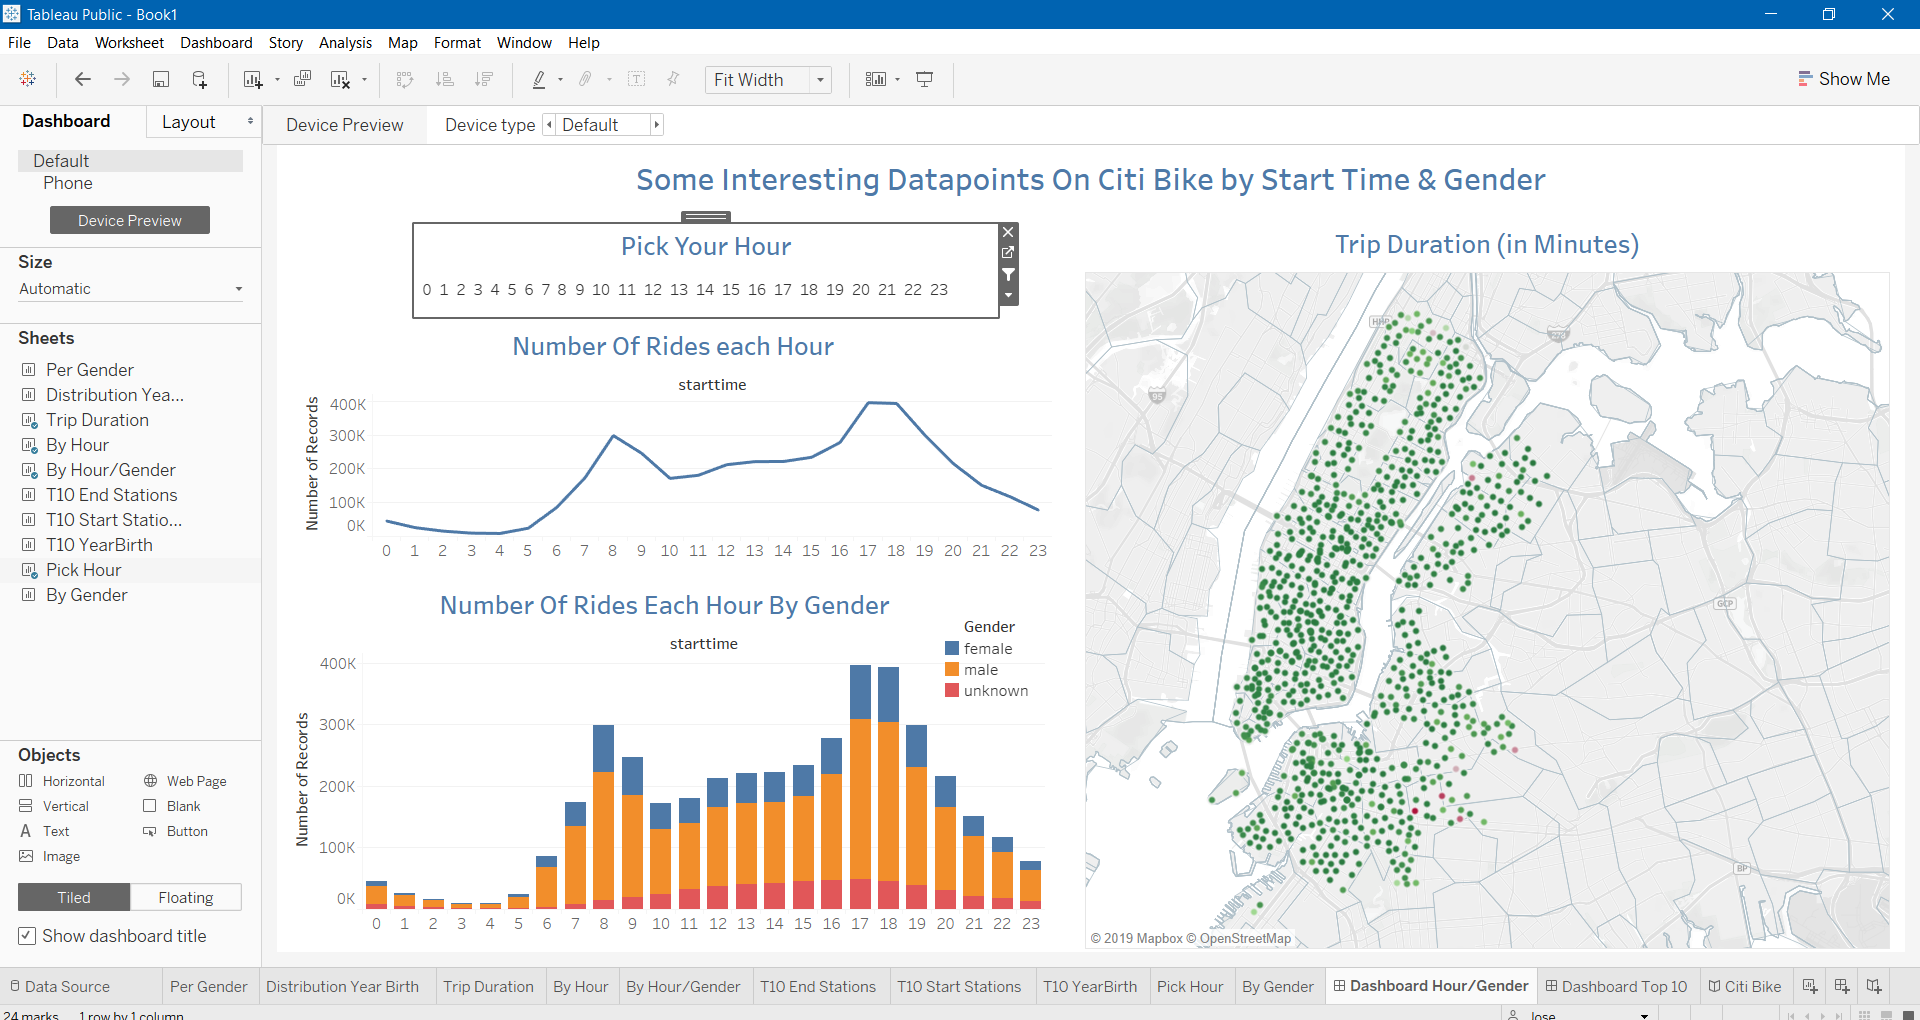 Tableau Public - Book1
File Data Worksheet Dashboard Story Analysis Map Format Window Help
Fit Width
Show Me
Dashboard
Layout
Device Preview
Device type
Default
Default
Phone
Device Preview
Size
Automatic
Sheets
Per Gender
Distribution Yea...
Trip Duration
By Hour
By Hour/Gender
T10 End Stations
T10 Start Statio...
T10 YearBirth
Pick Hour
By Gender
Objects
Horizontal Web Page
Vertical Blank
Text Button
Image
Tiled Floating
Show dashboard title
Some Interesting Datapoints On Citi Bike by Start Time & Gender
Pick Your Hour
0 1 2 3 4 5 6 7 8 9 10 11 12 13 14 15 16 17 18 19 20 21 22 23
Number Of Rides each Hour
starttime
Number of Records
400K
300K
200K
100K
0K
0 1 2 3 4 5 6 7 8 9 10 11 12 13 14 15 16 17 18 19 20 21 22 23
Number Of Rides Each Hour By Gender
starttime
Gender
female
male
unknown
Number of Records
400K
300K
200K
100K
0K
0 1 2 3 4 5 6 7 8 9 10 11 12 13 14 15 16 17 18 19 20 21 22 23
Trip Duration (in Minutes)
HHP
95
GCP
BP
© 2019 Mapbox © OpenStreetMap
Data Source Per Gender Distribution Year Birth Trip Duration By Hour By Hour/Gender T10 End Stations T10 Start Stations T10 YearBirth Pick Hour By Gender Dashboard Hour/Gender Dashboard Top 10 Citi Bike
24 marks 1 row by 1 column
Jose